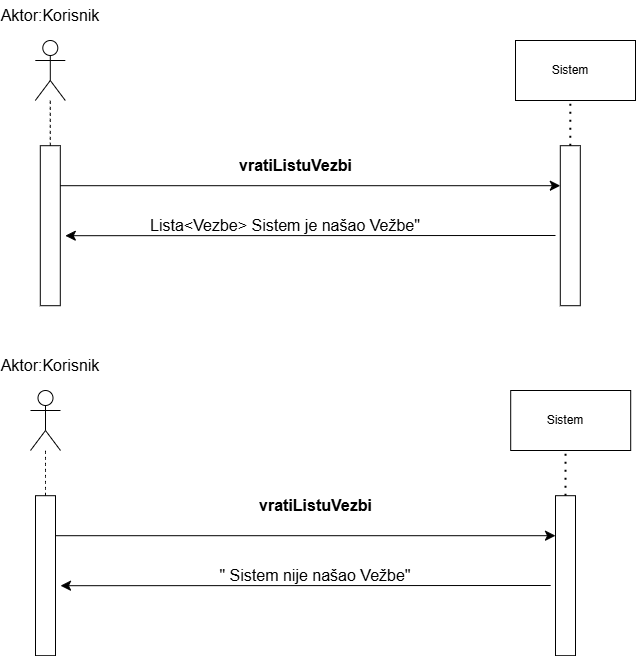 Aktor:Korisnik
Sistem
vratiListuVezbi
Lista<Vezbe> Sistem je našao Vežbe"
Aktor:Korisnik
Sistem
vratiListuVezbi
" Sistem nije našao Vežbe"